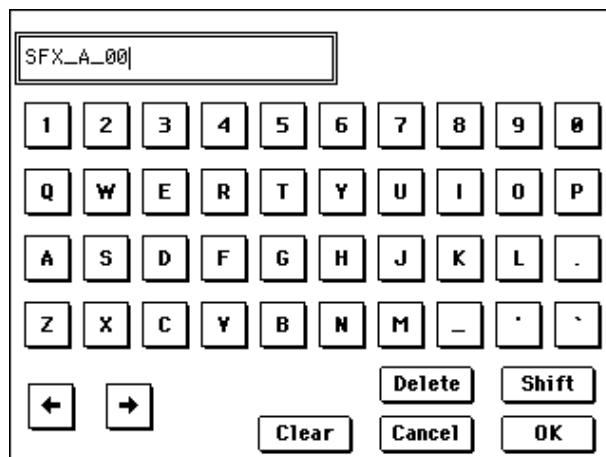 SFX_A_00
1 2 3 4 5 6 7 8 9 0
Q W E R T Y U I O P
A S D F G H J K L .
Z X C V B N M _ ' `
← → Delete Shift
Clear Cancel OK